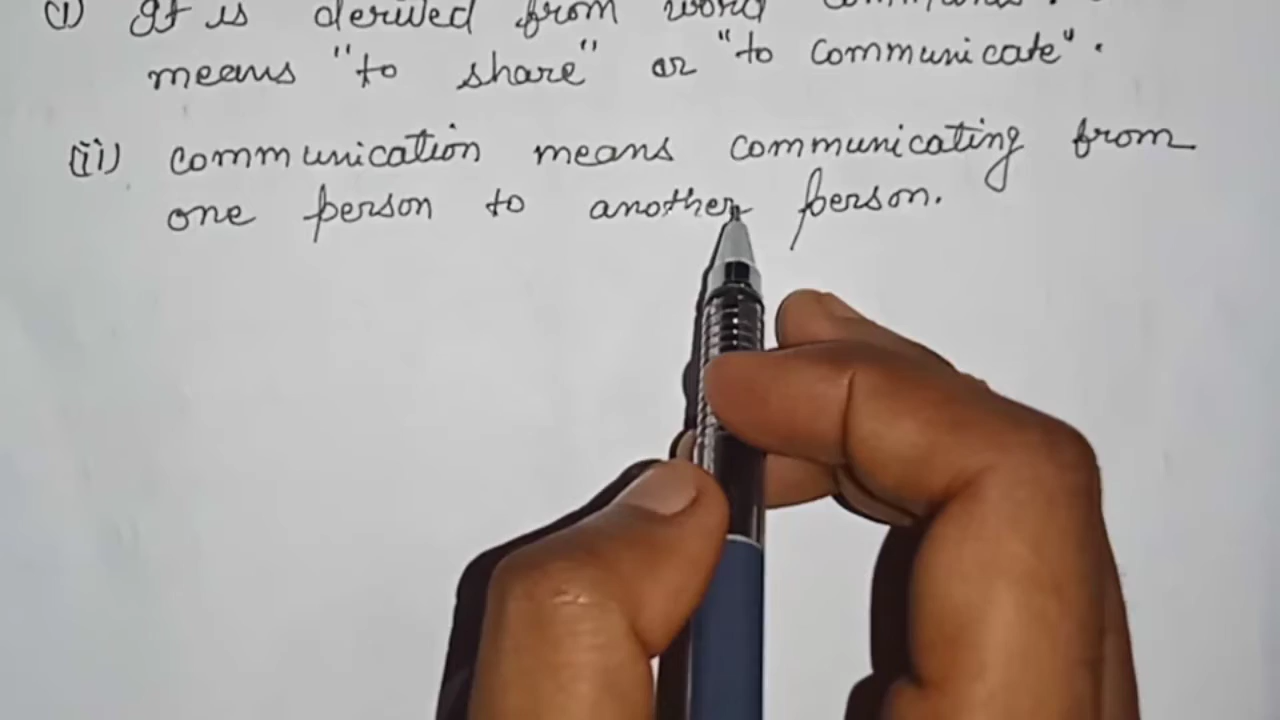 (i) It is derived from word
means "to share" or "to communicate".
(ii) communication means communicating from
one person to another person.